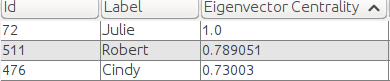 Id Label Eigenvector Centrality
72 Julie 1.0
511 Robert 0.789051
476 Cindy 0.73003